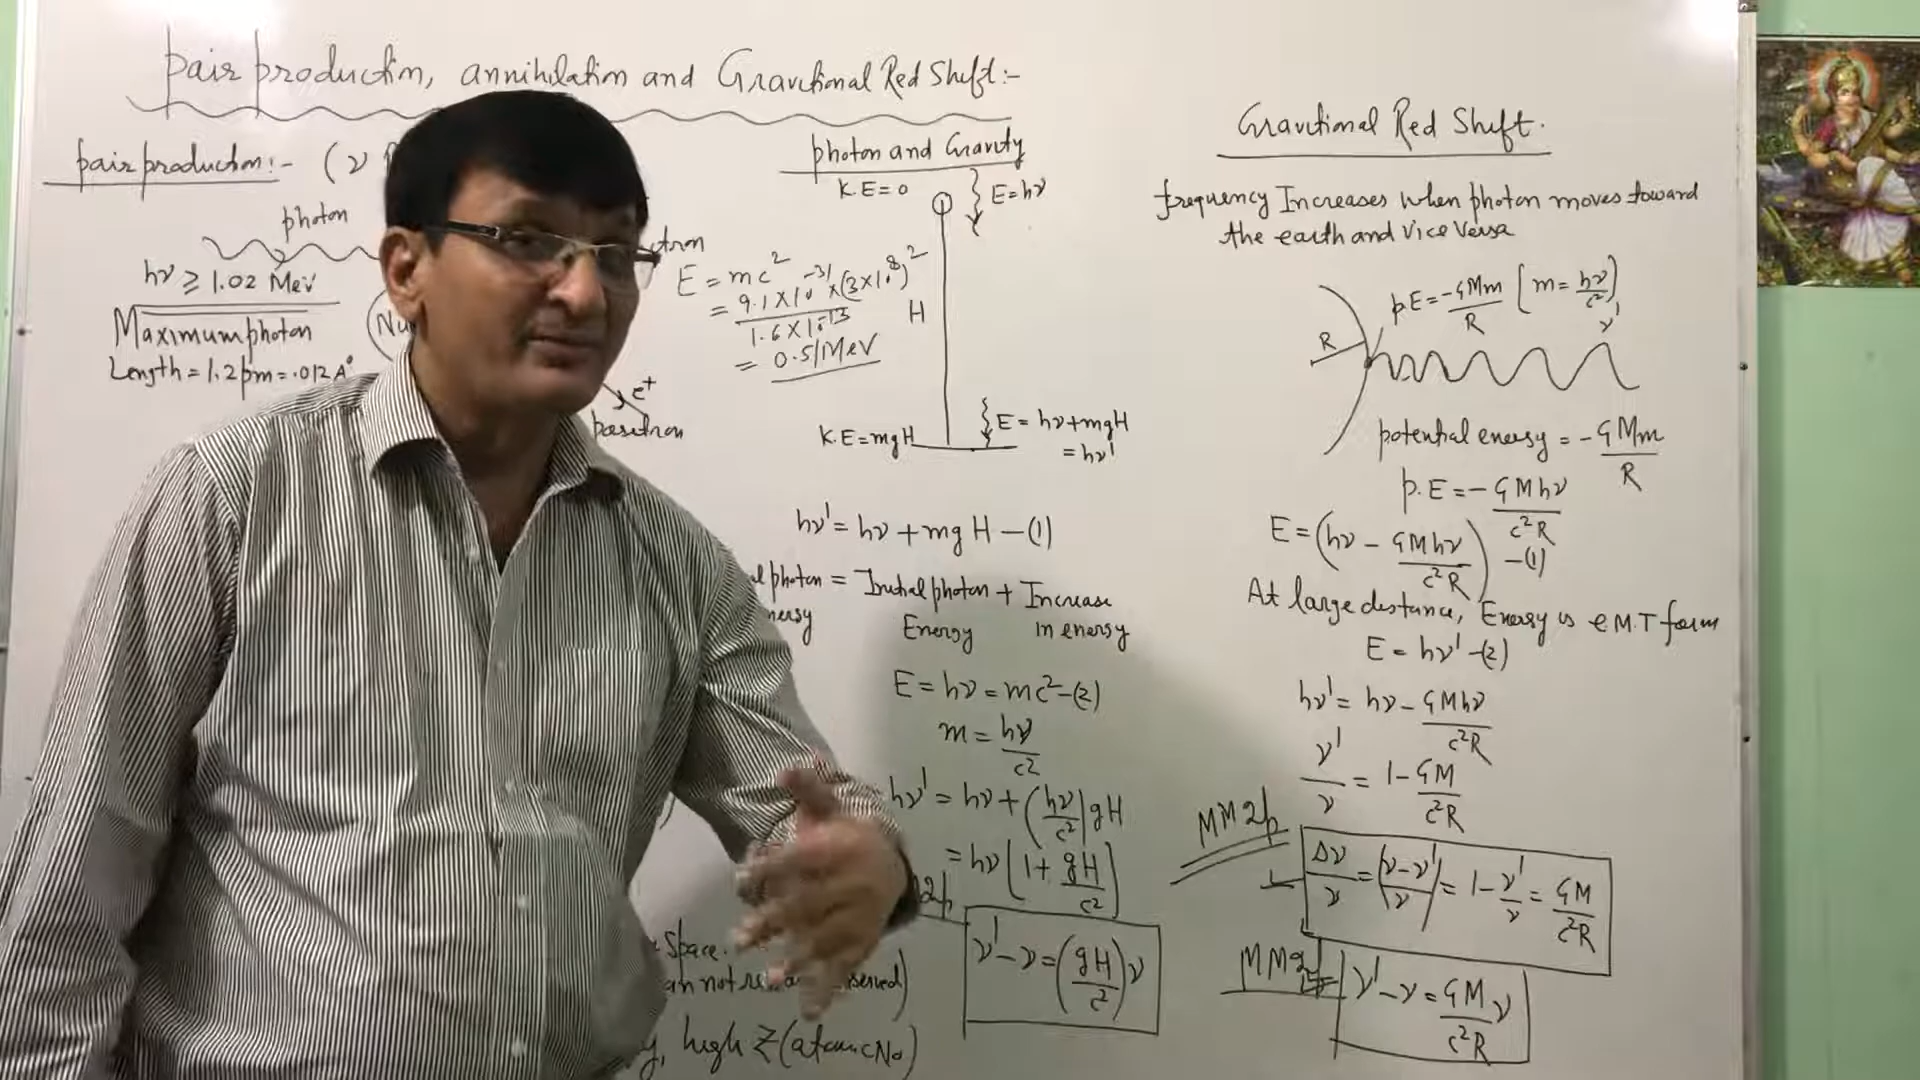 Pair production, annihilation and Gravitional Red Shift:-
Pair production:- (ν
photon
hν ≥ 1.02 MeV
Maximum photon
Length = 1.2pm = .012 A°
e+
positron
E = mc²
= 9.1×10⁻³¹×(3×10⁸)² / 1.6×10⁻¹³
= 0.51 MeV
Space.
high Z (atomic No)
photon and Gravity
K.E = 0
E = hν
H
K.E = mgH
E = hν + mgH
= hν'
hν' = hν + mgH – (1)
photon = Initial photon + Increase
Energy in energy
E = hν = mc² – (2)
m = hν/c²
hν' = hν + (hν/c²) gH
= hν [1 + gH/c²]
ν' – ν = (gH/c²) ν
Gravitional Red Shift.
frequency Increases when photon moves toward
the earth and vice versa
R
P.E = -GMm/R [m = hν/c²]
ν'
potential energy = -GMm/R
P.E = - GMhν/c²R
E = (hν - GMhν/c²R) – (1)
At large distance, Energy is e M.T form
E = hν' – (2)
hν' = hν - GMhν/c²R
ν'/ν = 1 - GM/c²R
MM2p
Δν/ν = (ν-ν'/ν) = 1 - ν'/ν = GM/c²R
ν' - ν = GM/c²R ν